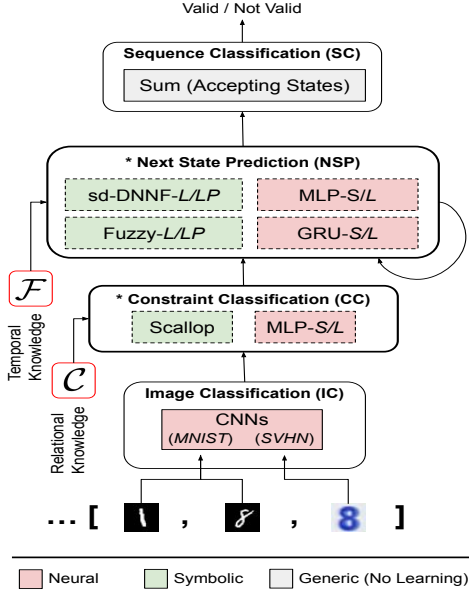 Valid / Not Valid
Sequence Classification (SC)
Sum (Accepting States)
* Next State Prediction (NSP)
sd-DNNF-L/LP
MLP-S/L
Fuzzy-L/LP
GRU-S/L
F
Temporal
Knowledge
* Constraint Classification (CC)
Scallop
MLP-S/L
C
Relational
Knowledge
Image Classification (IC)
CNNs
(MNIST) (SVHN)
... [ 1 , 8 , 8 ]
Neural
Symbolic
Generic (No Learning)